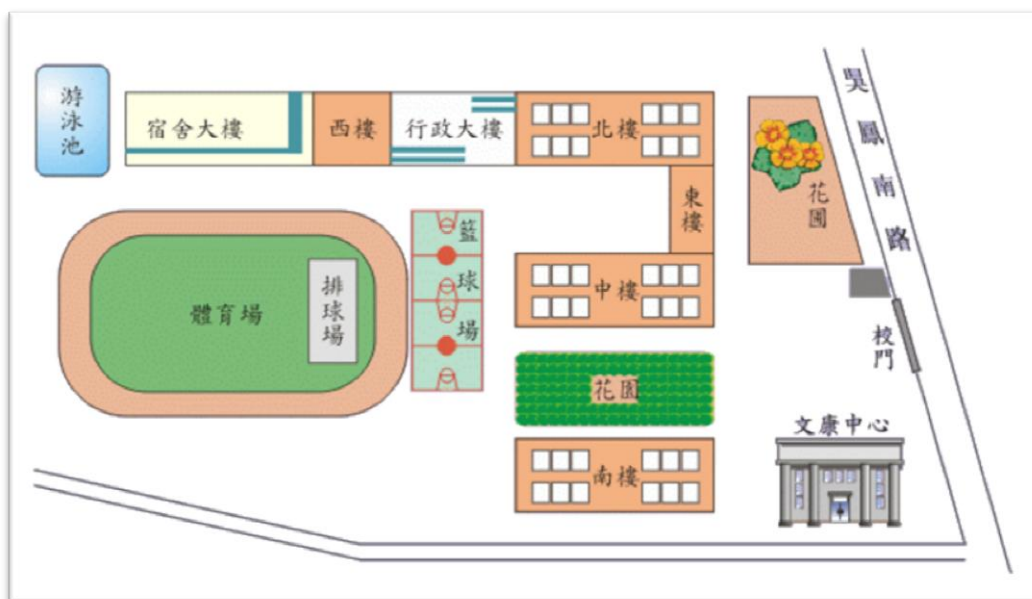 游泳池
宿舍大樓
西樓
行政大樓
北樓
東樓
花園
吳鳳南路
籃球場
體育場
排球場
中樓
校門
花園
文康中心
南樓